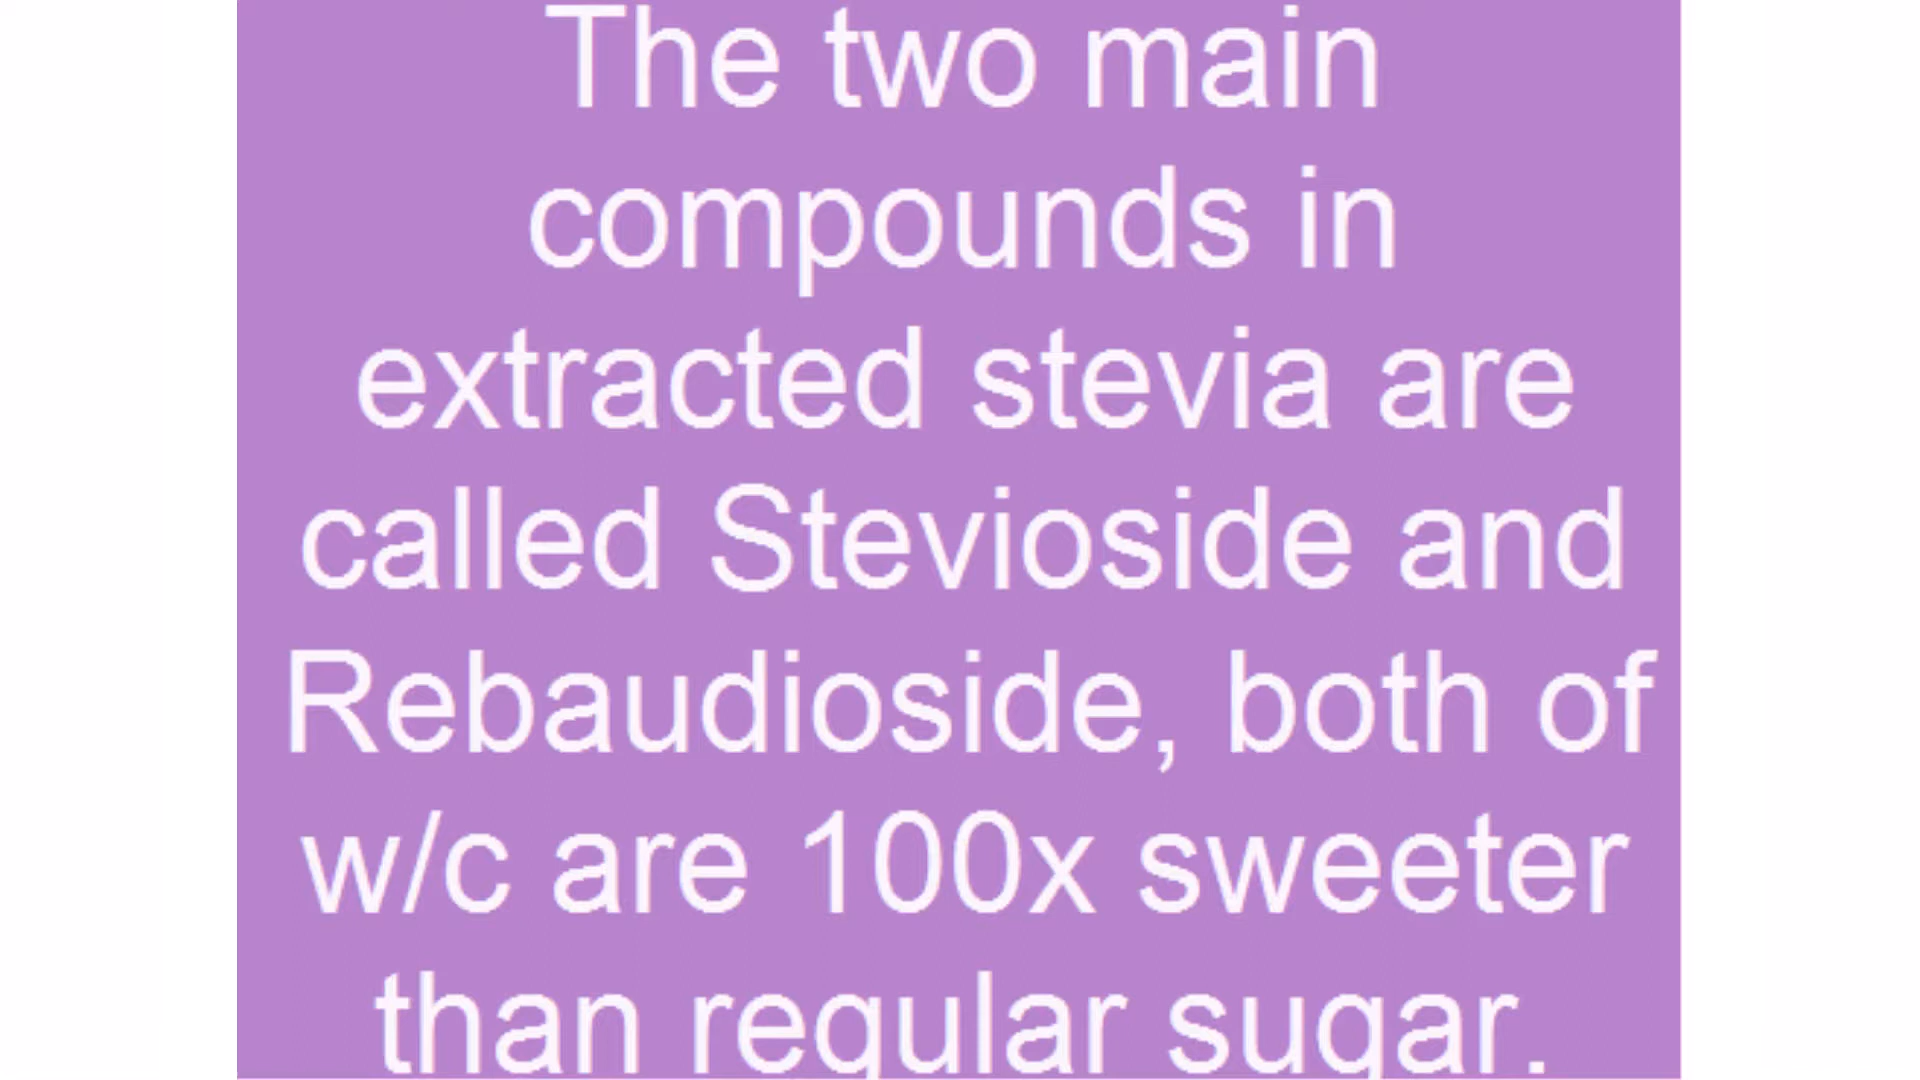 The two main
compounds in
extracted stevia are
called Stevioside and
Rebaudioside, both of
w/c are 100x sweeter
than regular sugar.